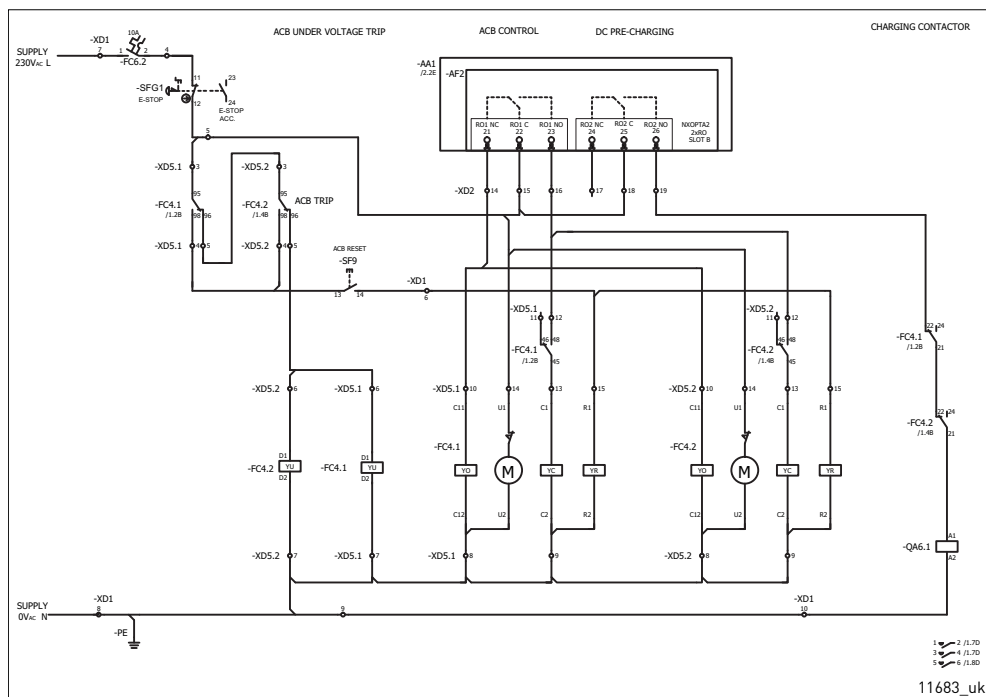 ACB UNDER VOLTAGE TRIP
ACB CONTROL
DC PRE-CHARGING
CHARGING CONTACTOR
10A
-XD1
7
1
2
4
SUPPLY
230VAC L
-FC6.2
-AA1
/2.2E
-AF2
11
23
-SFG1
E-STOP
12
24
E-STOP
ACC.
RO1 NC
21
RO1 C
22
RO1 NO
23
RO2 NC
24
RO2 C
25
RO2 NO
26
NXOPTA2
2xRO
SLOT B
5
-XD5.1
3
-XD5.2
3
-XD2
14
15
16
17
18
19
95
-FC4.1
/1.2B
98
96
95
-FC4.2
/1.4B
98
96
ACB TRIP
-XD5.1
4
5
-XD5.2
4
5
ACB RESET
-SF9
13
14
-XD1
6
-XD5.1
11
12
-XD5.2
11
12
46
48
-FC4.1
/1.2B
45
46
48
-FC4.2
/1.4B
45
22
24
-FC4.1
/1.2B
21
-XD5.2
6
-XD5.1
6
-XD5.1
10
14
13
15
-XD5.2
10
14
13
15
C11
U1
C1
R1
C11
U1
C1
R1
22
24
-FC4.2
/1.4B
21
D1
-FC4.2
YU
D2
D1
-FC4.1
YU
D2
-FC4.1
YO
M
YC
YR
-FC4.2
YO
M
YC
YR
C12
U2
C2
R2
C12
U2
C2
R2
A1
-QA6.1
A2
-XD5.2
7
-XD5.1
7
-XD5.1
8
9
-XD5.2
8
9
SUPPLY
0VAC N
-XD1
8
9
-XD1
10
-PE
1 2 /1.7D
3 4 /1.7D
5 6 /1.8D
11683_uk